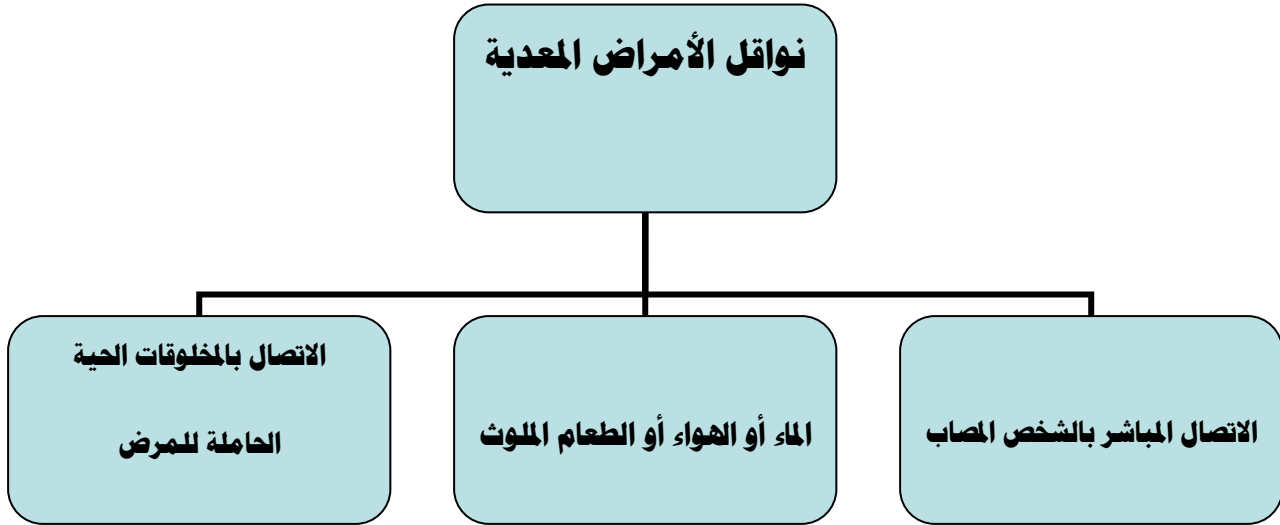 نواقل الأمراض المعدية
الاتصال المباشر بالشخص المصاب
الماء أو الهواء أو الطعام الملوث
الاتصال بالمخلوقات الحية
الحاملة للمرض